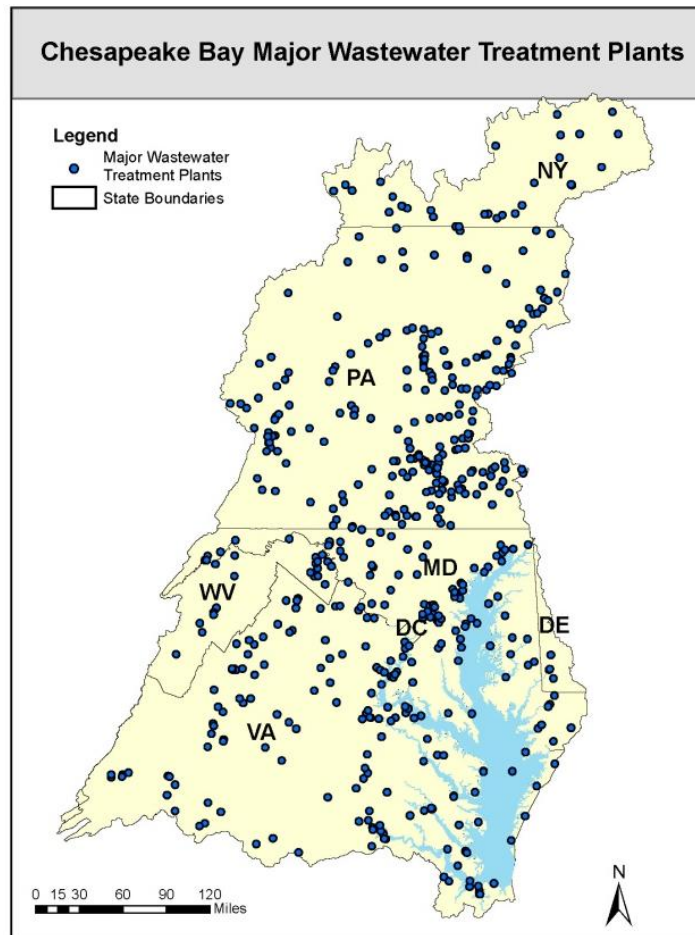 Chesapeake Bay Major Wastewater Treatment Plants
Legend
Major Wastewater
Treatment Plants
State Boundaries
NY
PA
MD
WV
DC
DE
VA
N
0 15 30 60 90 120
Miles